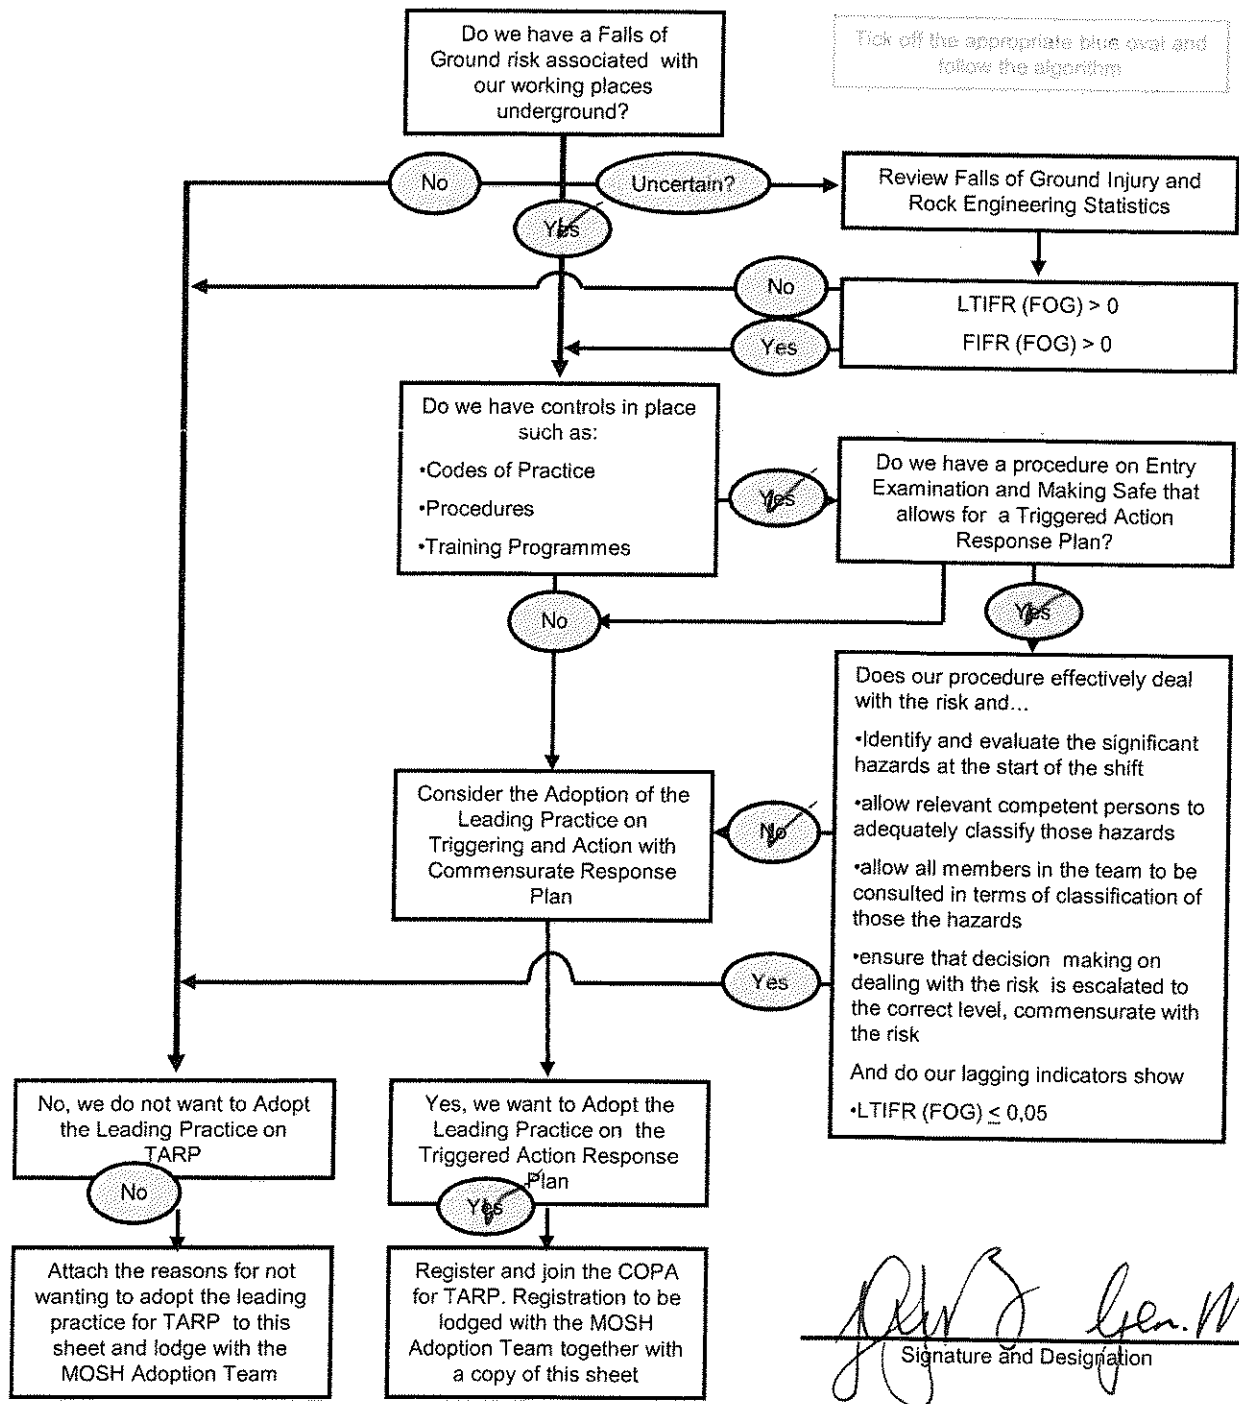 Do we have a Falls of
Ground risk associated with
our working places
underground?
Tick off the appropriate blue oval and
follow the algorithm
No
Uncertain?
Yes
Review Falls of Ground Injury and
Rock Engineering Statistics
No
LTIFR (FOG) > 0
Yes
FIFR (FOG) > 0
Do we have controls in place
such as:
•Codes of Practice
•Procedures
•Training Programmes
Yes
Do we have a procedure on Entry
Examination and Making Safe that
allows for a Triggered Action
Response Plan?
No
Yes
Does our procedure effectively deal
with the risk and...
•Identify and evaluate the significant
hazards at the start of the shift
•allow relevant competent persons to
adequately classify those hazards
•allow all members in the team to be
consulted in terms of classification of
those the hazards
•ensure that decision making on
dealing with the risk is escalated to
the correct level, commensurate with
the risk
And do our lagging indicators show
•LTIFR (FOG) ≤ 0,05
No
Consider the Adoption of the
Leading Practice on
Triggering and Action with
Commensurate Response
Plan
Yes
No, we do not want to Adopt
the Leading Practice on
TARP
No
Yes, we want to Adopt the
Leading Practice on the
Triggered Action Response
Plan
Yes
Attach the reasons for not
wanting to adopt the leading
practice for TARP to this
sheet and lodge with the
MOSH Adoption Team
Register and join the COPA
for TARP. Registration to be
lodged with the MOSH
Adoption Team together with
a copy of this sheet
Gen. M
Signature and Designation